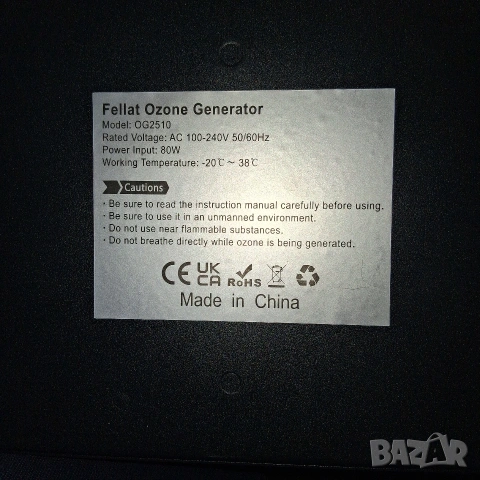 Fellat Ozone Generator
Model: OG2510
Rated Voltage: AC 100-240V 50/60Hz
Power Input: 80W
Working Temperature: -20℃ ~ 38℃
Cautions
· Be sure to read the instruction manual carefully before using.
· Be sure to use it in an unmanned environment.
· Do not use near flammable substances.
· Do not breathe directly while ozone is being generated.
CE UK CA RoHS
Made in China
BAZAR.bg